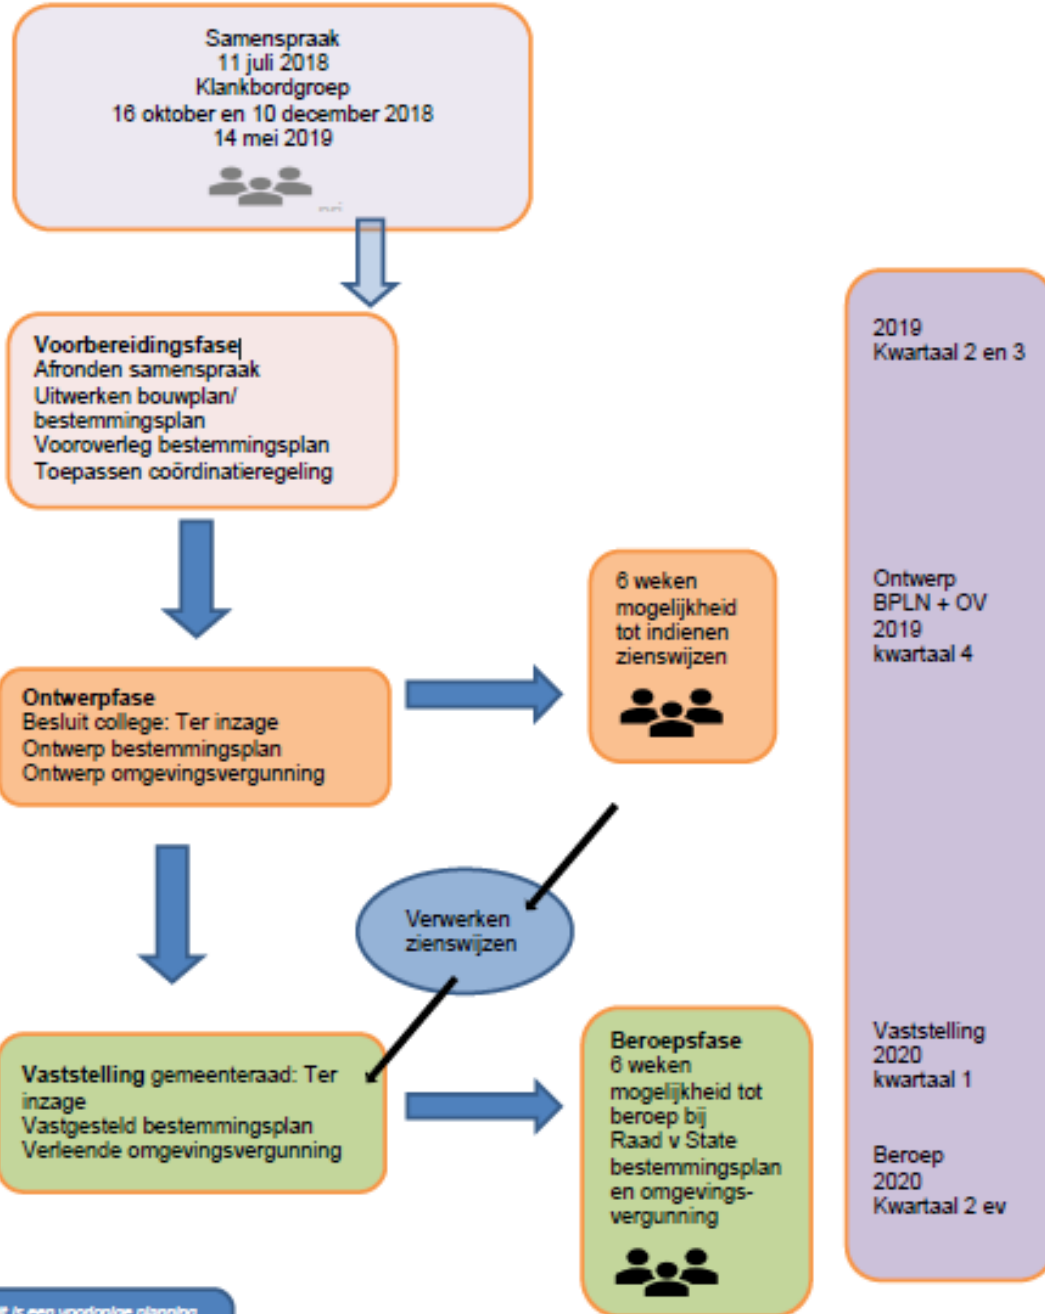 Samenspraak
11 juli 2018
Klankbordgroep
16 oktober en 10 december 2018
14 mei 2019
Voorbereidingsfase
Afronden samenspraak
Uitwerken bouwplan/
bestemmingsplan
Vooroverleg bestemmingsplan
Toepassen coördinatieregeling
Ontwerpfase
Besluit college: Ter inzage
Ontwerp bestemmingsplan
Ontwerp omgevingsvergunning
6 weken
mogelijkheid
tot indienen
zienswijzen
Verwerken
zienswijzen
Vaststelling gemeenteraad: Ter
inzage
Vastgesteld bestemmingsplan
Verleende omgevingsvergunning
Beroepsfase
6 weken
mogelijkheid tot
beroep bij
Raad v State
bestemmingsplan
en omgevings-
vergunning
2019
Kwartaal 2 en 3
Ontwerp
BPLN + OV
2019
kwartaal 4
Vaststelling
2020
kwartaal 1
Beroep
2020
Kwartaal 2 ev
is een voorlopige planning